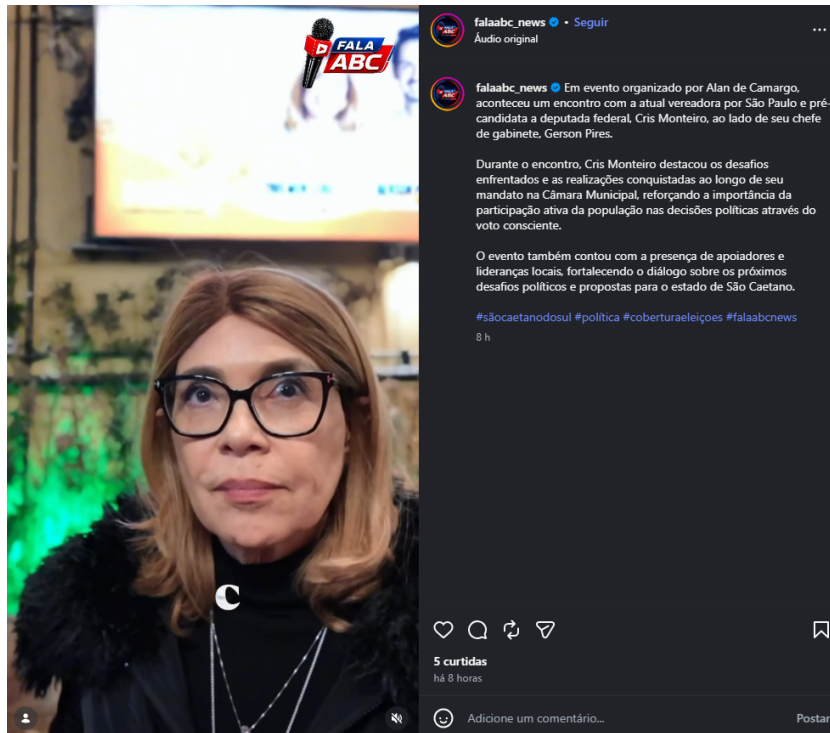 FALA
ABC
C
falaabc_news • Seguir
Áudio original
falaabc_news Em evento organizado por Alan de Camargo,
aconteceu um encontro com a atual vereadora por São Paulo e pré-
candidata a deputada federal, Cris Monteiro, ao lado de seu chefe
de gabinete, Gerson Pires.
Durante o encontro, Cris Monteiro destacou os desafios
enfrentados e as realizações conquistadas ao longo de seu
mandato na Câmara Municipal, reforçando a importância da
participação ativa da população nas decisões políticas através do
voto consciente.
O evento também contou com a presença de apoiadores e
lideranças locais, fortalecendo o diálogo sobre os próximos
desafios políticos e propostas para o estado de São Caetano.
#sãocaetanodosul #política #coberturaeleiçoes #falaabcnews
8 h
5 curtidas
há 8 horas
Adicione um comentário...
Postar